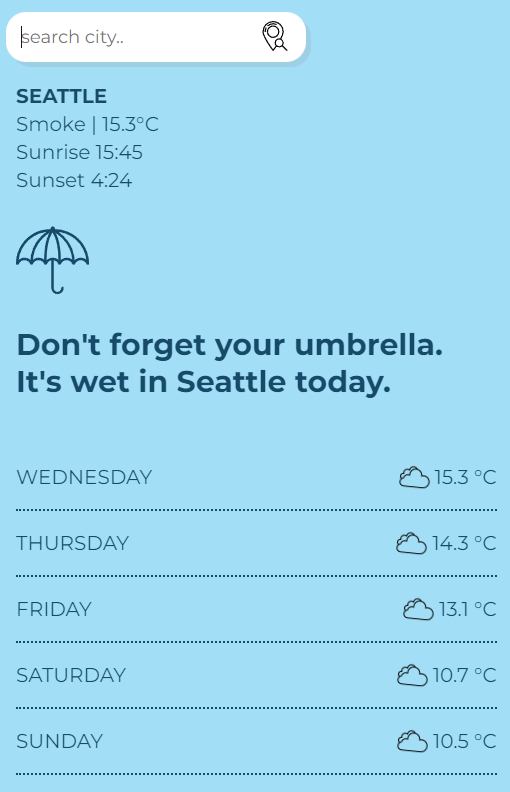 search city..
SEATTLE
Smoke | 15.3°C
Sunrise 15:45
Sunset 4:24
Don't forget your umbrella.
It's wet in Seattle today.
WEDNESDAY 15.3 °C
THURSDAY 14.3 °C
FRIDAY 13.1 °C
SATURDAY 10.7 °C
SUNDAY 10.5 °C